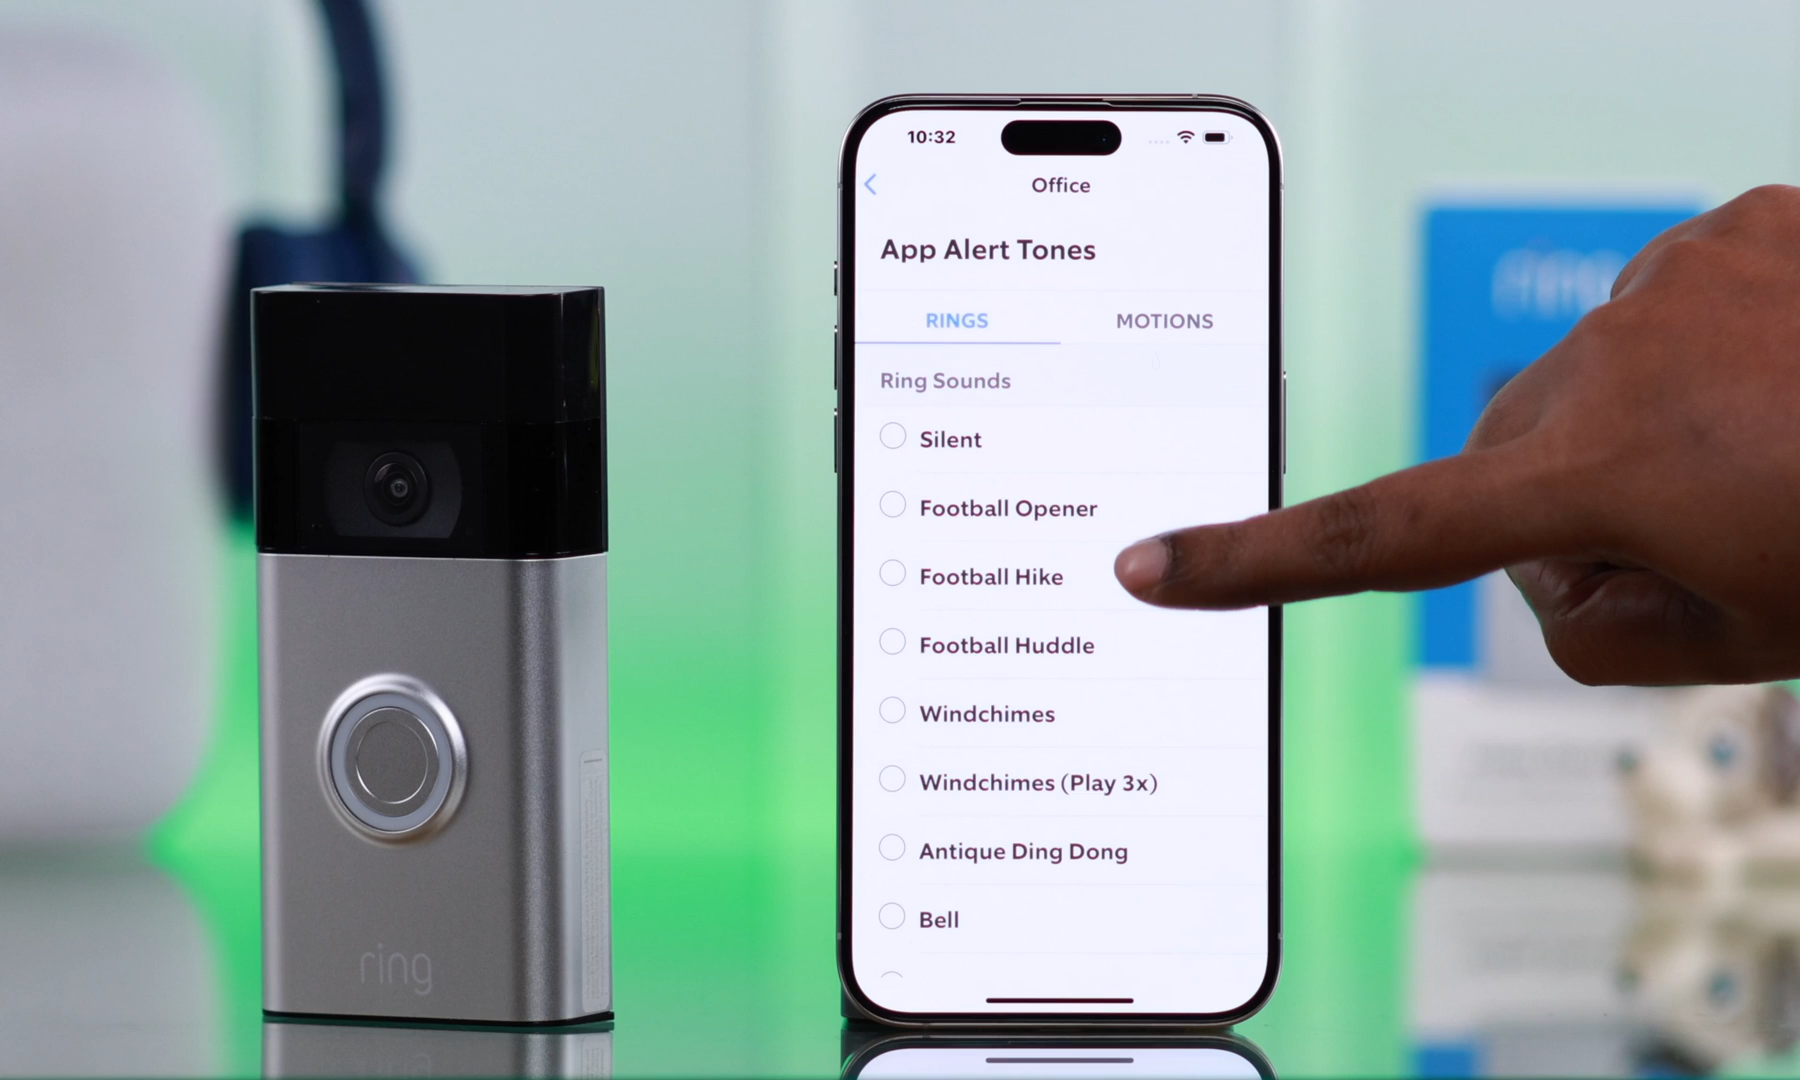 10:32
Office
App Alert Tones
RINGS
MOTIONS
Ring Sounds
Silent
Football Opener
Football Hike
Football Huddle
Windchimes
Windchimes (Play 3x)
Antique Ding Dong
Bell
ring
ring